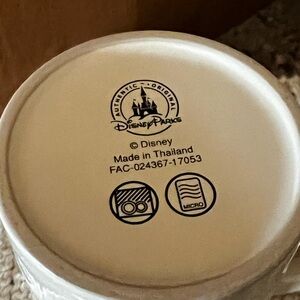 AUTHENTIC ORIGINAL
Disney Parks
© Disney
Made in Thailand
FAC-024367-17053
MICRO